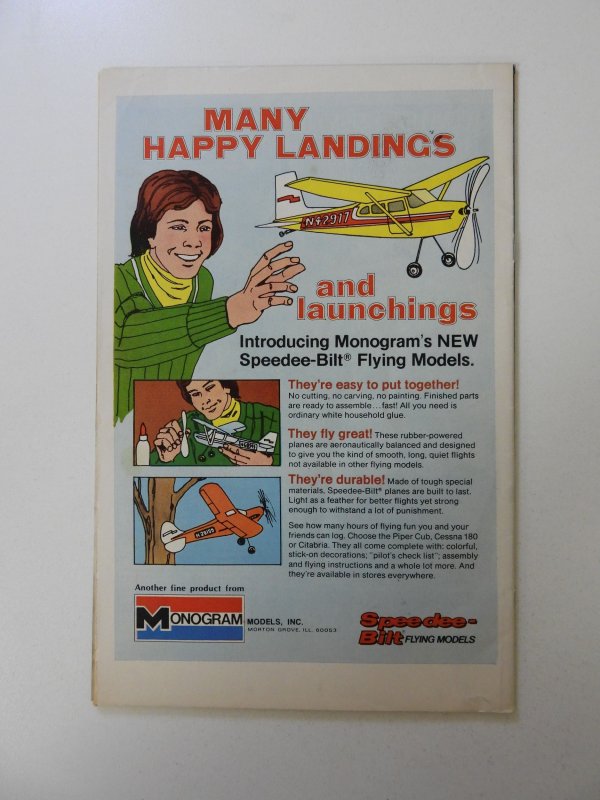 MANY
HAPPY LANDINGS
N42917
and
launchings
Introducing Monogram's NEW
Speedee-Bilt® Flying Models.
They're easy to put together!
No cutting, no carving, no painting. Finished parts
are ready to assemble...fast! All you need is
ordinary white household glue.
They fly great! These rubber-powered
planes are aeronautically balanced and designed
to give you the kind of smooth, long, quiet flights
not available in other flying models.
They're durable! Made of tough special
materials, Speedee-Bilt® planes are built to last.
Light as a feather for better flights yet strong
enough to withstand a lot of punishment.
See how many hours of flying fun you and your
friends can log. Choose the Piper Cub, Cessna 180
or Citabria. They all come complete with: colorful,
stick-on decorations; "pilot's check list"; assembly
and flying instructions and a whole lot more. And
they're available in stores everywhere.
Another fine product from
M
MONOGRAM MODELS, INC.
MORTON GROVE, ILL. 60053
Speedee-
Bilt FLYING MODELS